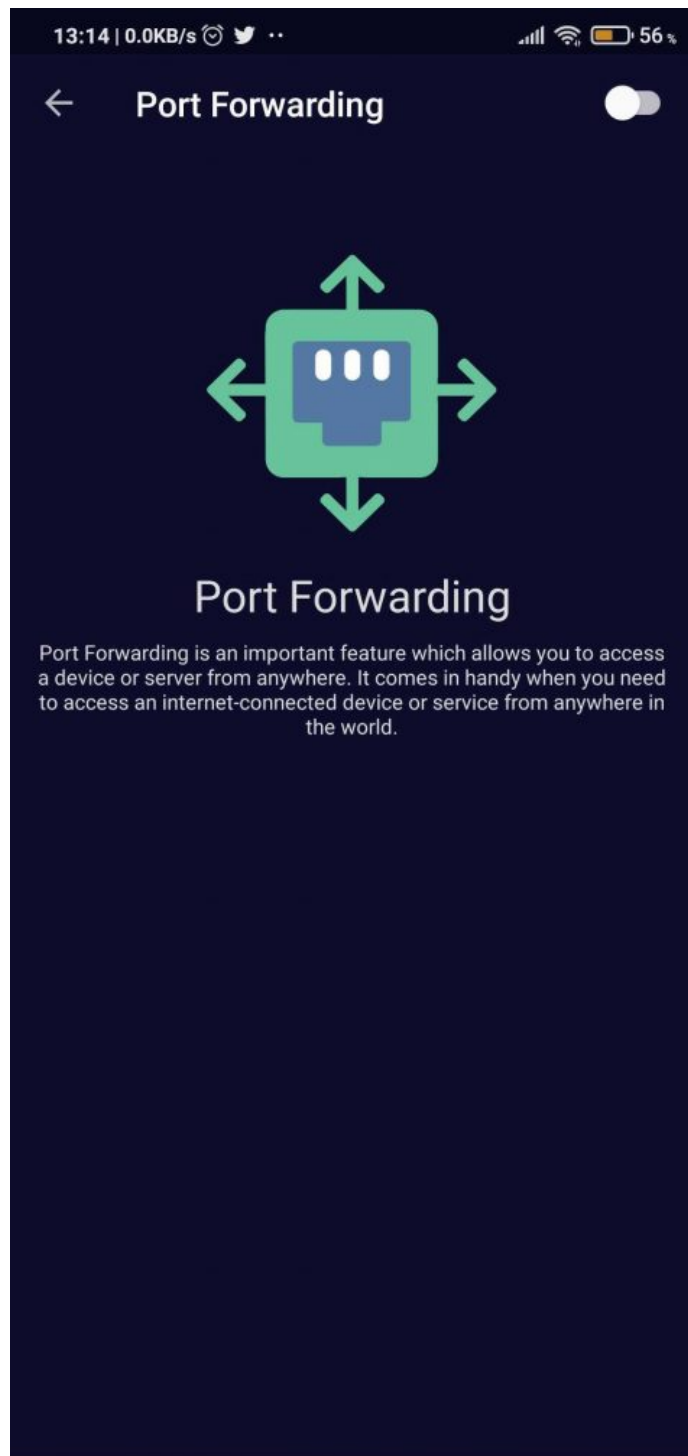 13:14 | 0.0KB/s ·· 56 %
Port Forwarding
Port Forwarding
Port Forwarding is an important feature which allows you to access
a device or server from anywhere. It comes in handy when you need
to access an internet-connected device or service from anywhere in
the world.